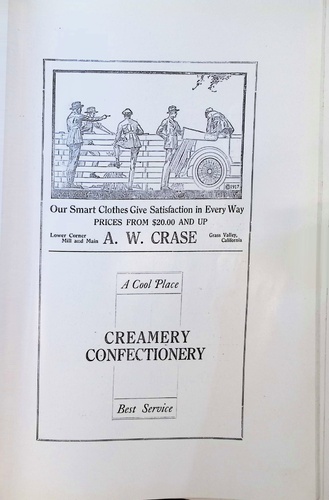 ©1917
Our Smart Clothes Give Satisfaction in Every Way
PRICES FROM $20.00 AND UP
Lower Corner
Mill and Main
A. W. CRASE
Grass Valley,
California
A Cool Place
CREAMERY
CONFECTIONERY
Best Service